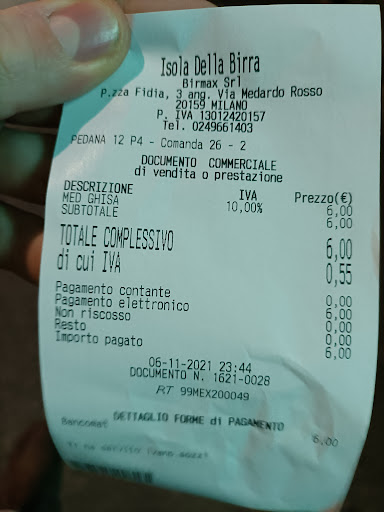 Isola Della Birra
Birmax Srl
P.zza Fidia, 3 ang. Via Medardo Rosso
20159 MILANO
P. IVA 13012420157
Tel. 0249661403
PEDANA 12 P4 - Comanda 26 - 2
DOCUMENTO COMMERCIALE
di vendita o prestazione
DESCRIZIONE IVA Prezzo(€)
MED GHISA 10,00% 6,00
SUBTOTALE 6,00
TOTALE COMPLESSIVO 6,00
di cui IVA 0,55
Pagamento contante 0,00
Pagamento elettronico 6,00
Non riscosso 0,00
Resto 0,00
Importo pagato 6,00
06-11-2021 23:44
DOCUMENTO N. 1621-0028
RT 99MEX200049
DETTAGLIO FORME di PAGAMENTO
Bancomat 6,00
Ti ha servito